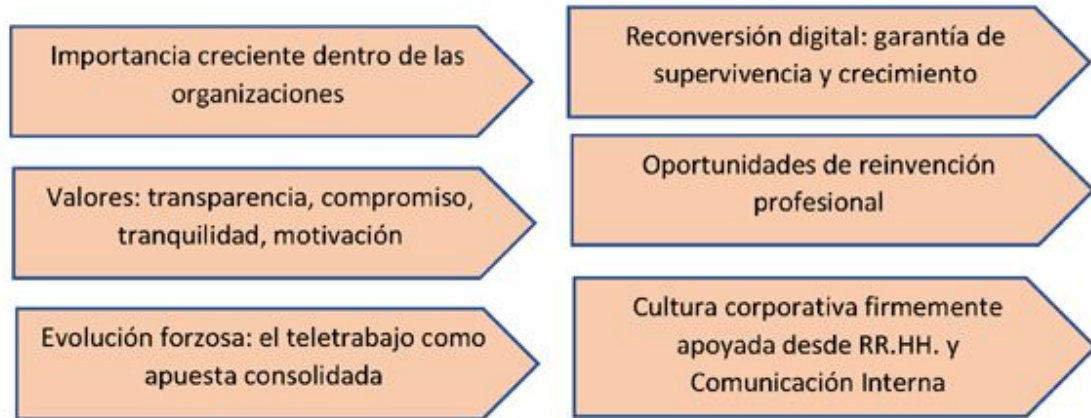 Importancia creciente dentro de las
organizaciones
Valores: transparencia, compromiso,
tranquilidad, motivación
Evolución forzosa: el teletrabajo como
apuesta consolidada
Reconversión digital: garantía de
supervivencia y crecimiento
Oportunidades de reinvención
profesional
Cultura corporativa firmemente
apoyada desde RR.HH. y
Comunicación Interna